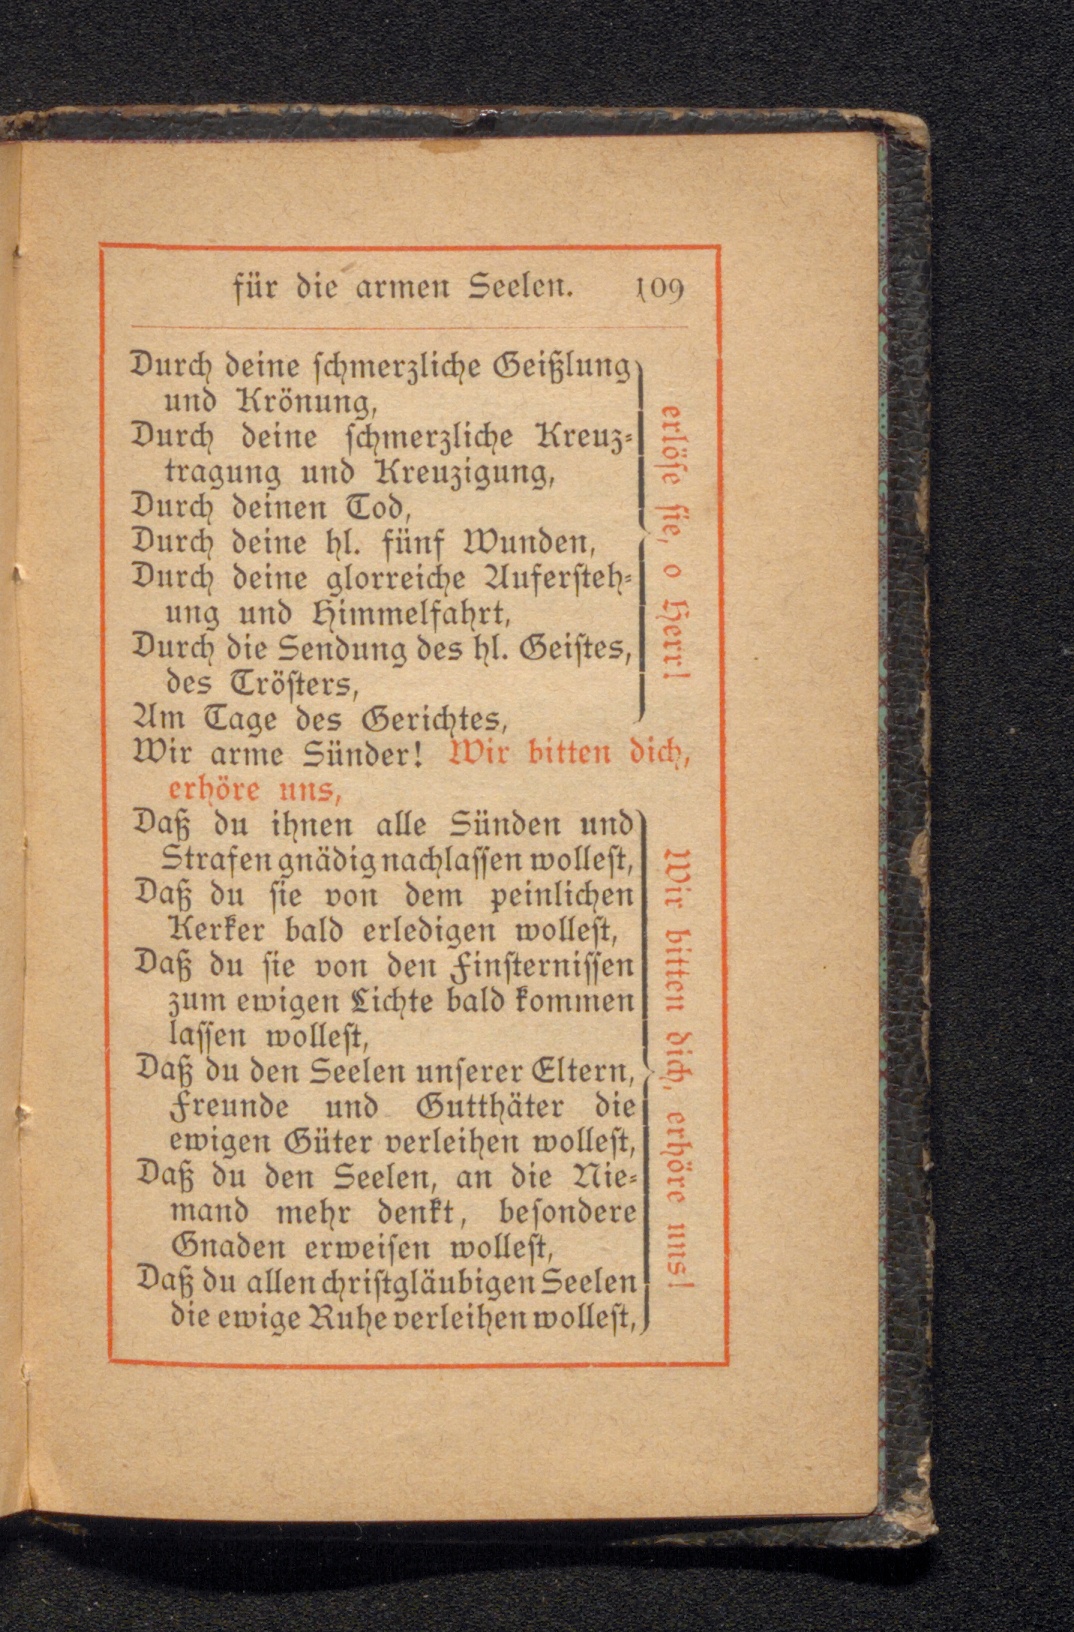 für die armen Seelen. 109
Durch deine schmerzliche Geißlung
und Krönung,
Durch deine schmerzliche Kreuz-
tragung und Kreuzigung,
Durch deinen Tod,
Durch deine hl. fünf Wunden,
Durch deine glorreiche Aufersteh-
ung und Himmelfahrt,
Durch die Sendung des hl. Geistes,
des Trösters,
Am Tage des Gerichtes,
erlöse sie, o Herr!
Wir arme Sünder! Wir bitten dich,
erhöre uns,
Daß du ihnen alle Sünden und
Strafen gnädig nachlassen wollest,
Daß du sie von dem peinlichen
Kerker bald erledigen wollest,
Daß du sie von den Finsternissen
zum ewigen Lichte bald kommen
lassen wollest,
Daß du den Seelen unserer Eltern,
Freunde und Gutthäter die
ewigen Güter verleihen wollest,
Daß du den Seelen, an die Nie-
mand mehr denkt, besondere
Gnaden erweisen wollest,
Daß du allen christgläubigen Seelen
die ewige Ruhe verleihen wollest,
Wir bitten dich, erhöre uns!